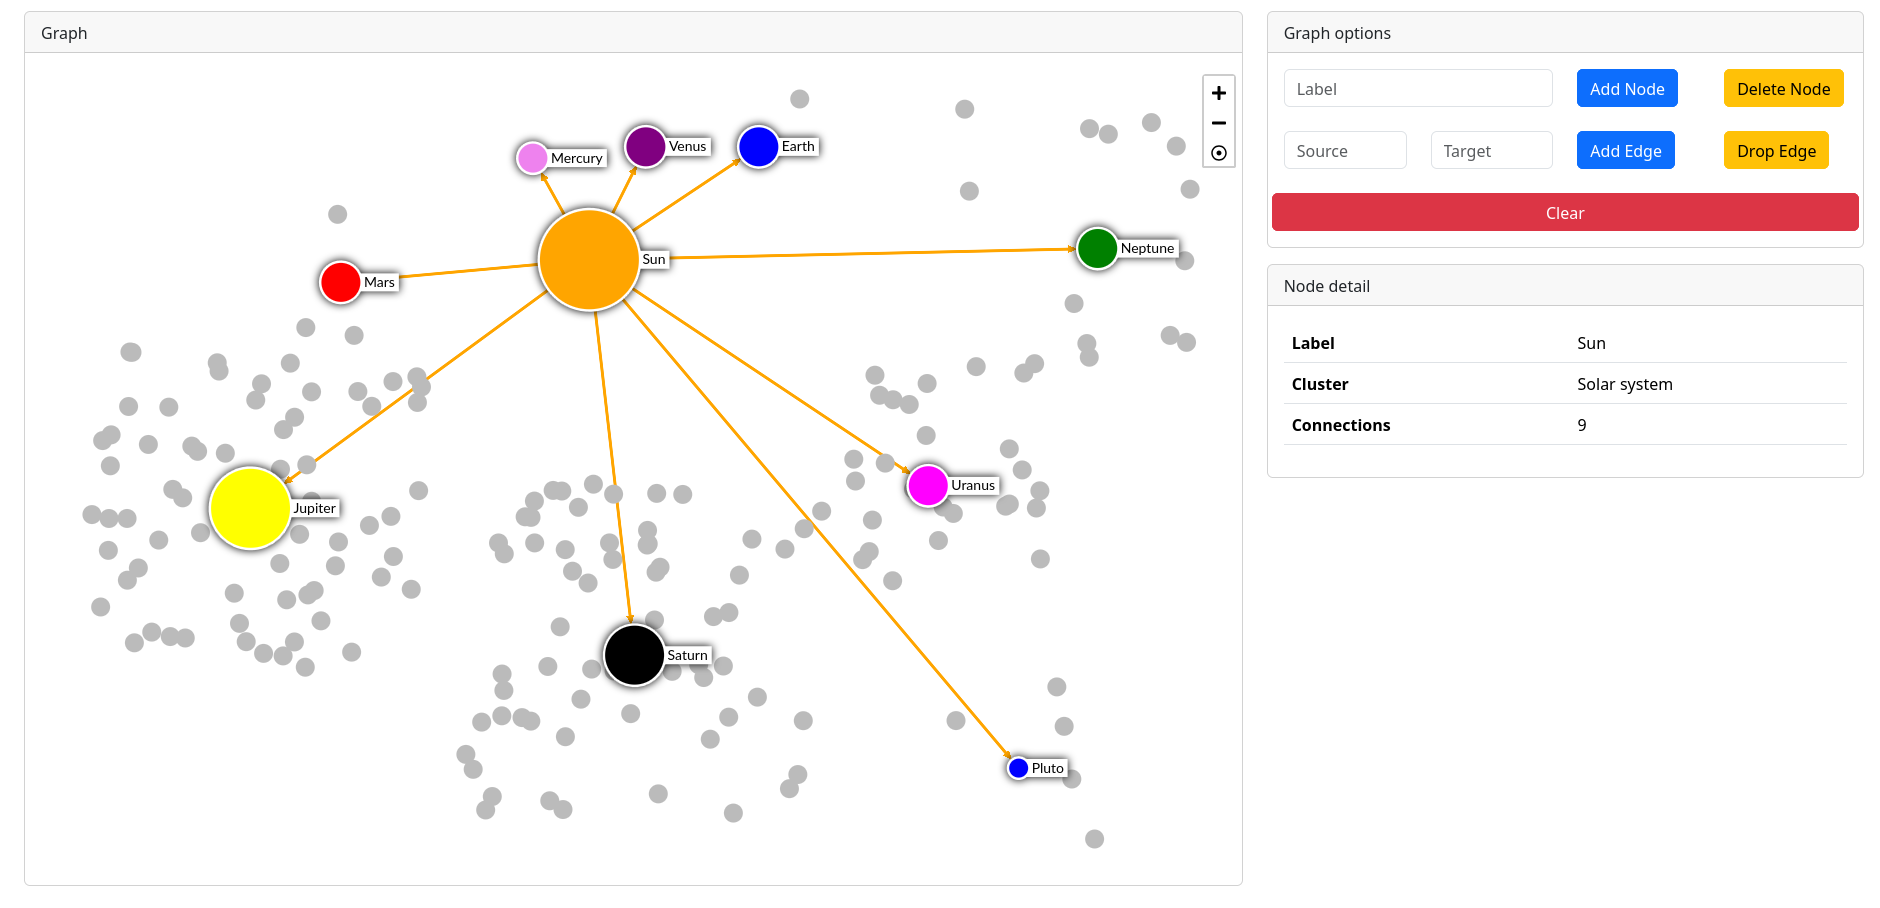 Graph
Mercury
Venus
Earth
Sun
Neptune
Mars
Uranus
Jupiter
Saturn
Pluto
Graph options
Label
Add Node
Delete Node
Source
Target
Add Edge
Drop Edge
Clear
Node detail
Label Sun
Cluster Solar system
Connections 9